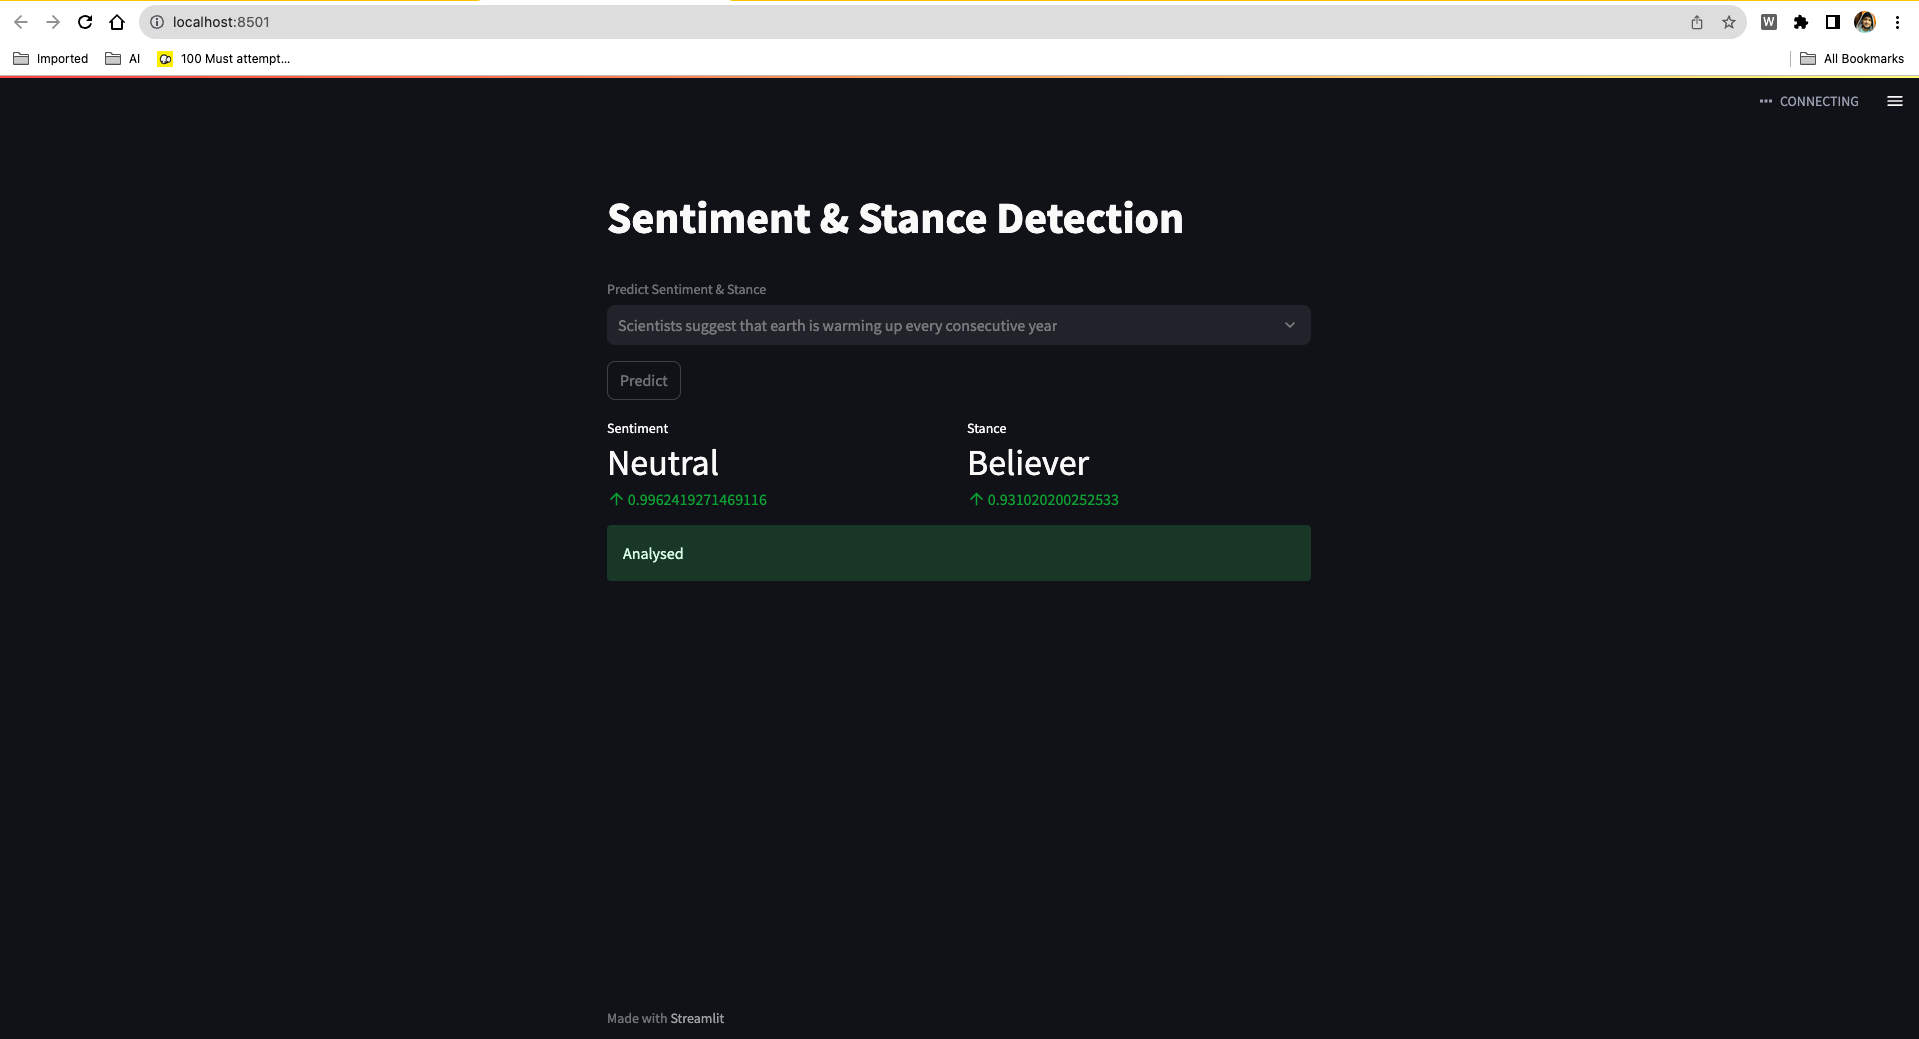 localhost:8501
W
Imported AI 100 Must attempt... All Bookmarks
CONNECTING
Sentiment & Stance Detection
Predict Sentiment & Stance
Scientists suggest that earth is warming up every consecutive year
Predict
Sentiment Stance
Neutral Believer
↑ 0.9962419271469116 ↑ 0.931020200252533
Analysed
Made with Streamlit